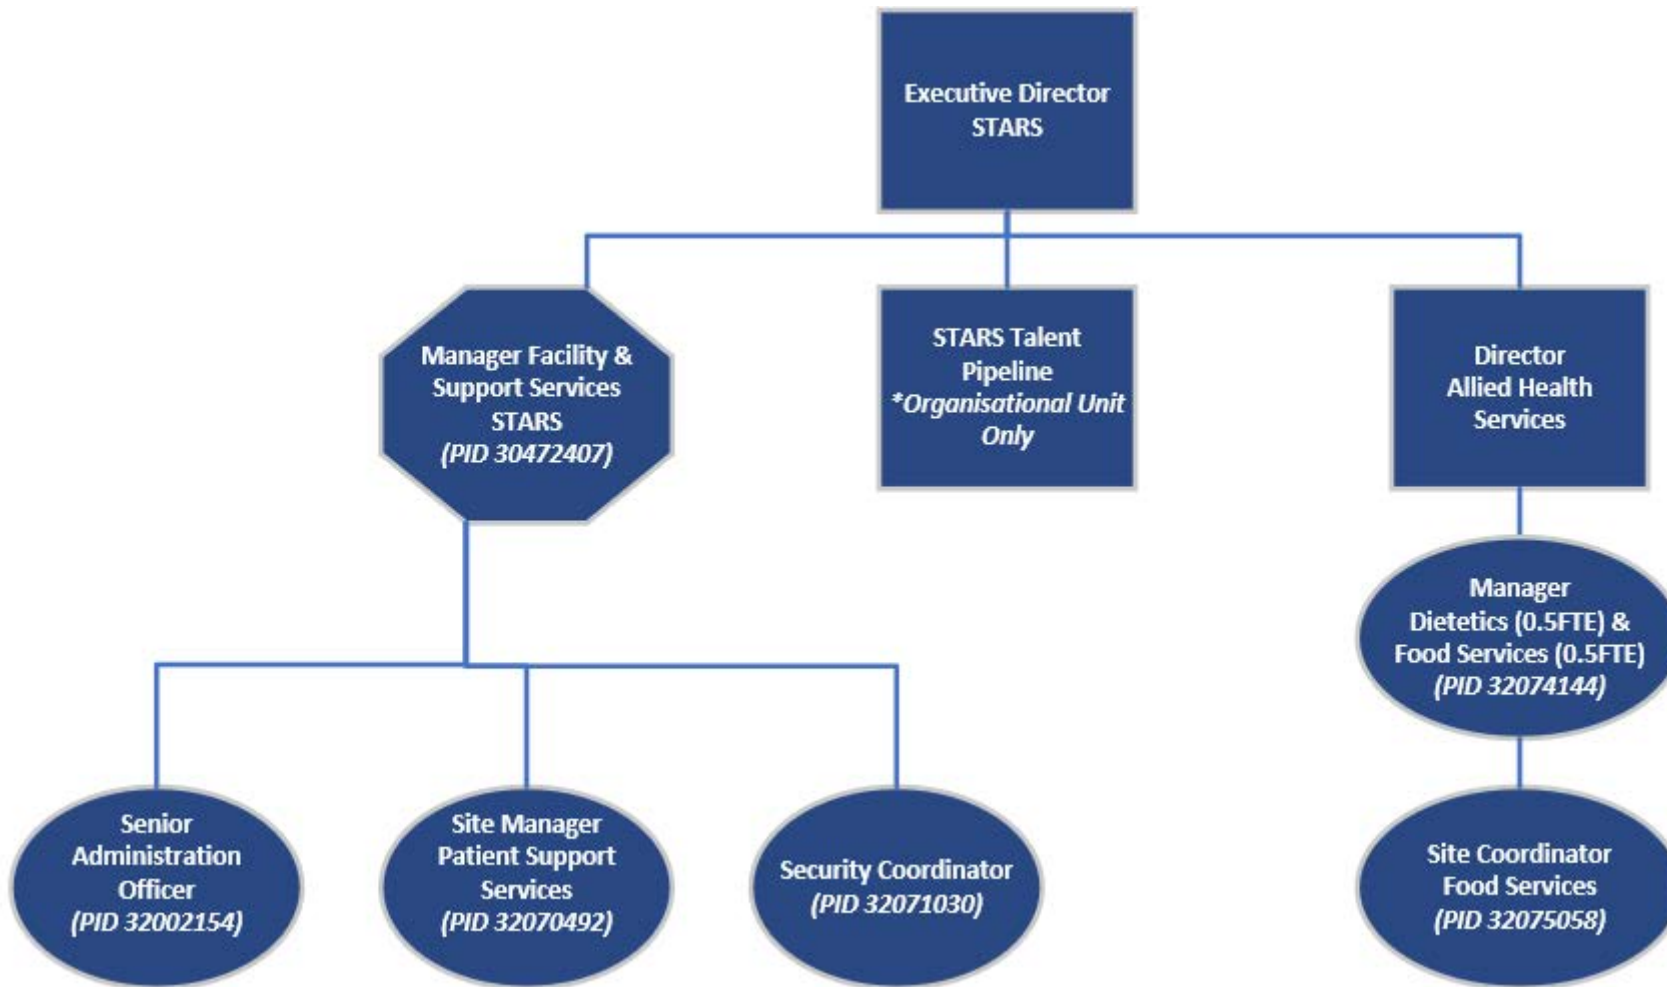 Executive Director
STARS
Manager Facility &
Support Services
STARS
(PID 30472407)
STARS Talent
Pipeline
*Organisational Unit
Only
Director
Allied Health
Services
Manager
Dietetics (0.5FTE) &
Food Services (0.5FTE)
(PID 32074144)
Senior
Administration
Officer
(PID 32002154)
Site Manager
Patient Support
Services
(PID 32070492)
Security Coordinator
(PID 32071030)
Site Coordinator
Food Services
(PID 32075058)